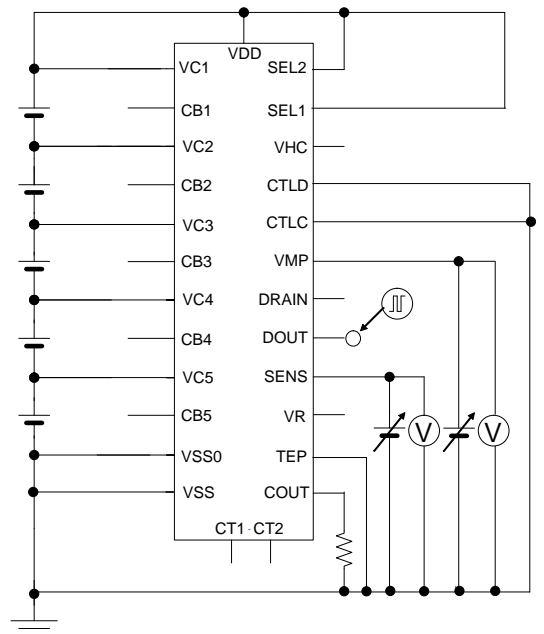 VDD
VC1 SEL2
CB1 SEL1
VC2 VHC
CB2 CTLD
VC3 CTLC
CB3 VMP
VC4 DRAIN
CB4 DOUT
VC5 SENS
CB5 VR
VSS0 TEP
VSS COUT
CT1 CT2
V V